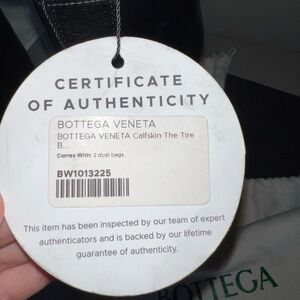 CERTIFICATE
OF AUTHENTICITY
BOTTEGA VENETA
BOTTEGA VENETA Calfskin The Tire
B...
Comes With: 2 dust bags.
BW1013225
This item has been inspected by our team of expert
authenticators and is backed by our lifetime
guarantee of authenticity.
BOTTEGA